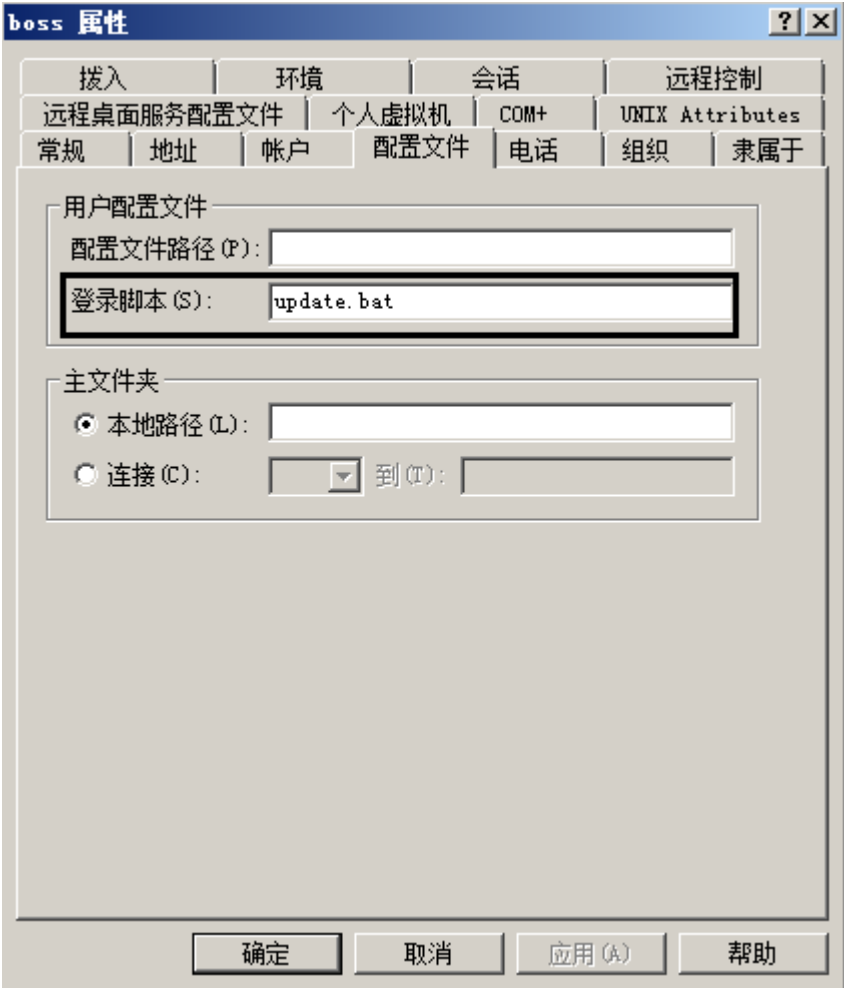 boss 属性
拨入 环境 会话 远程控制
远程桌面服务配置文件 个人虚拟机 COM+ UNIX Attributes
常规 地址 帐户 配置文件 电话 组织 隶属于
用户配置文件
配置文件路径(P):
登录脚本(S): update.bat
主文件夹
本地路径(L):
连接(C): 到(T):
确定 取消 应用(A) 帮助